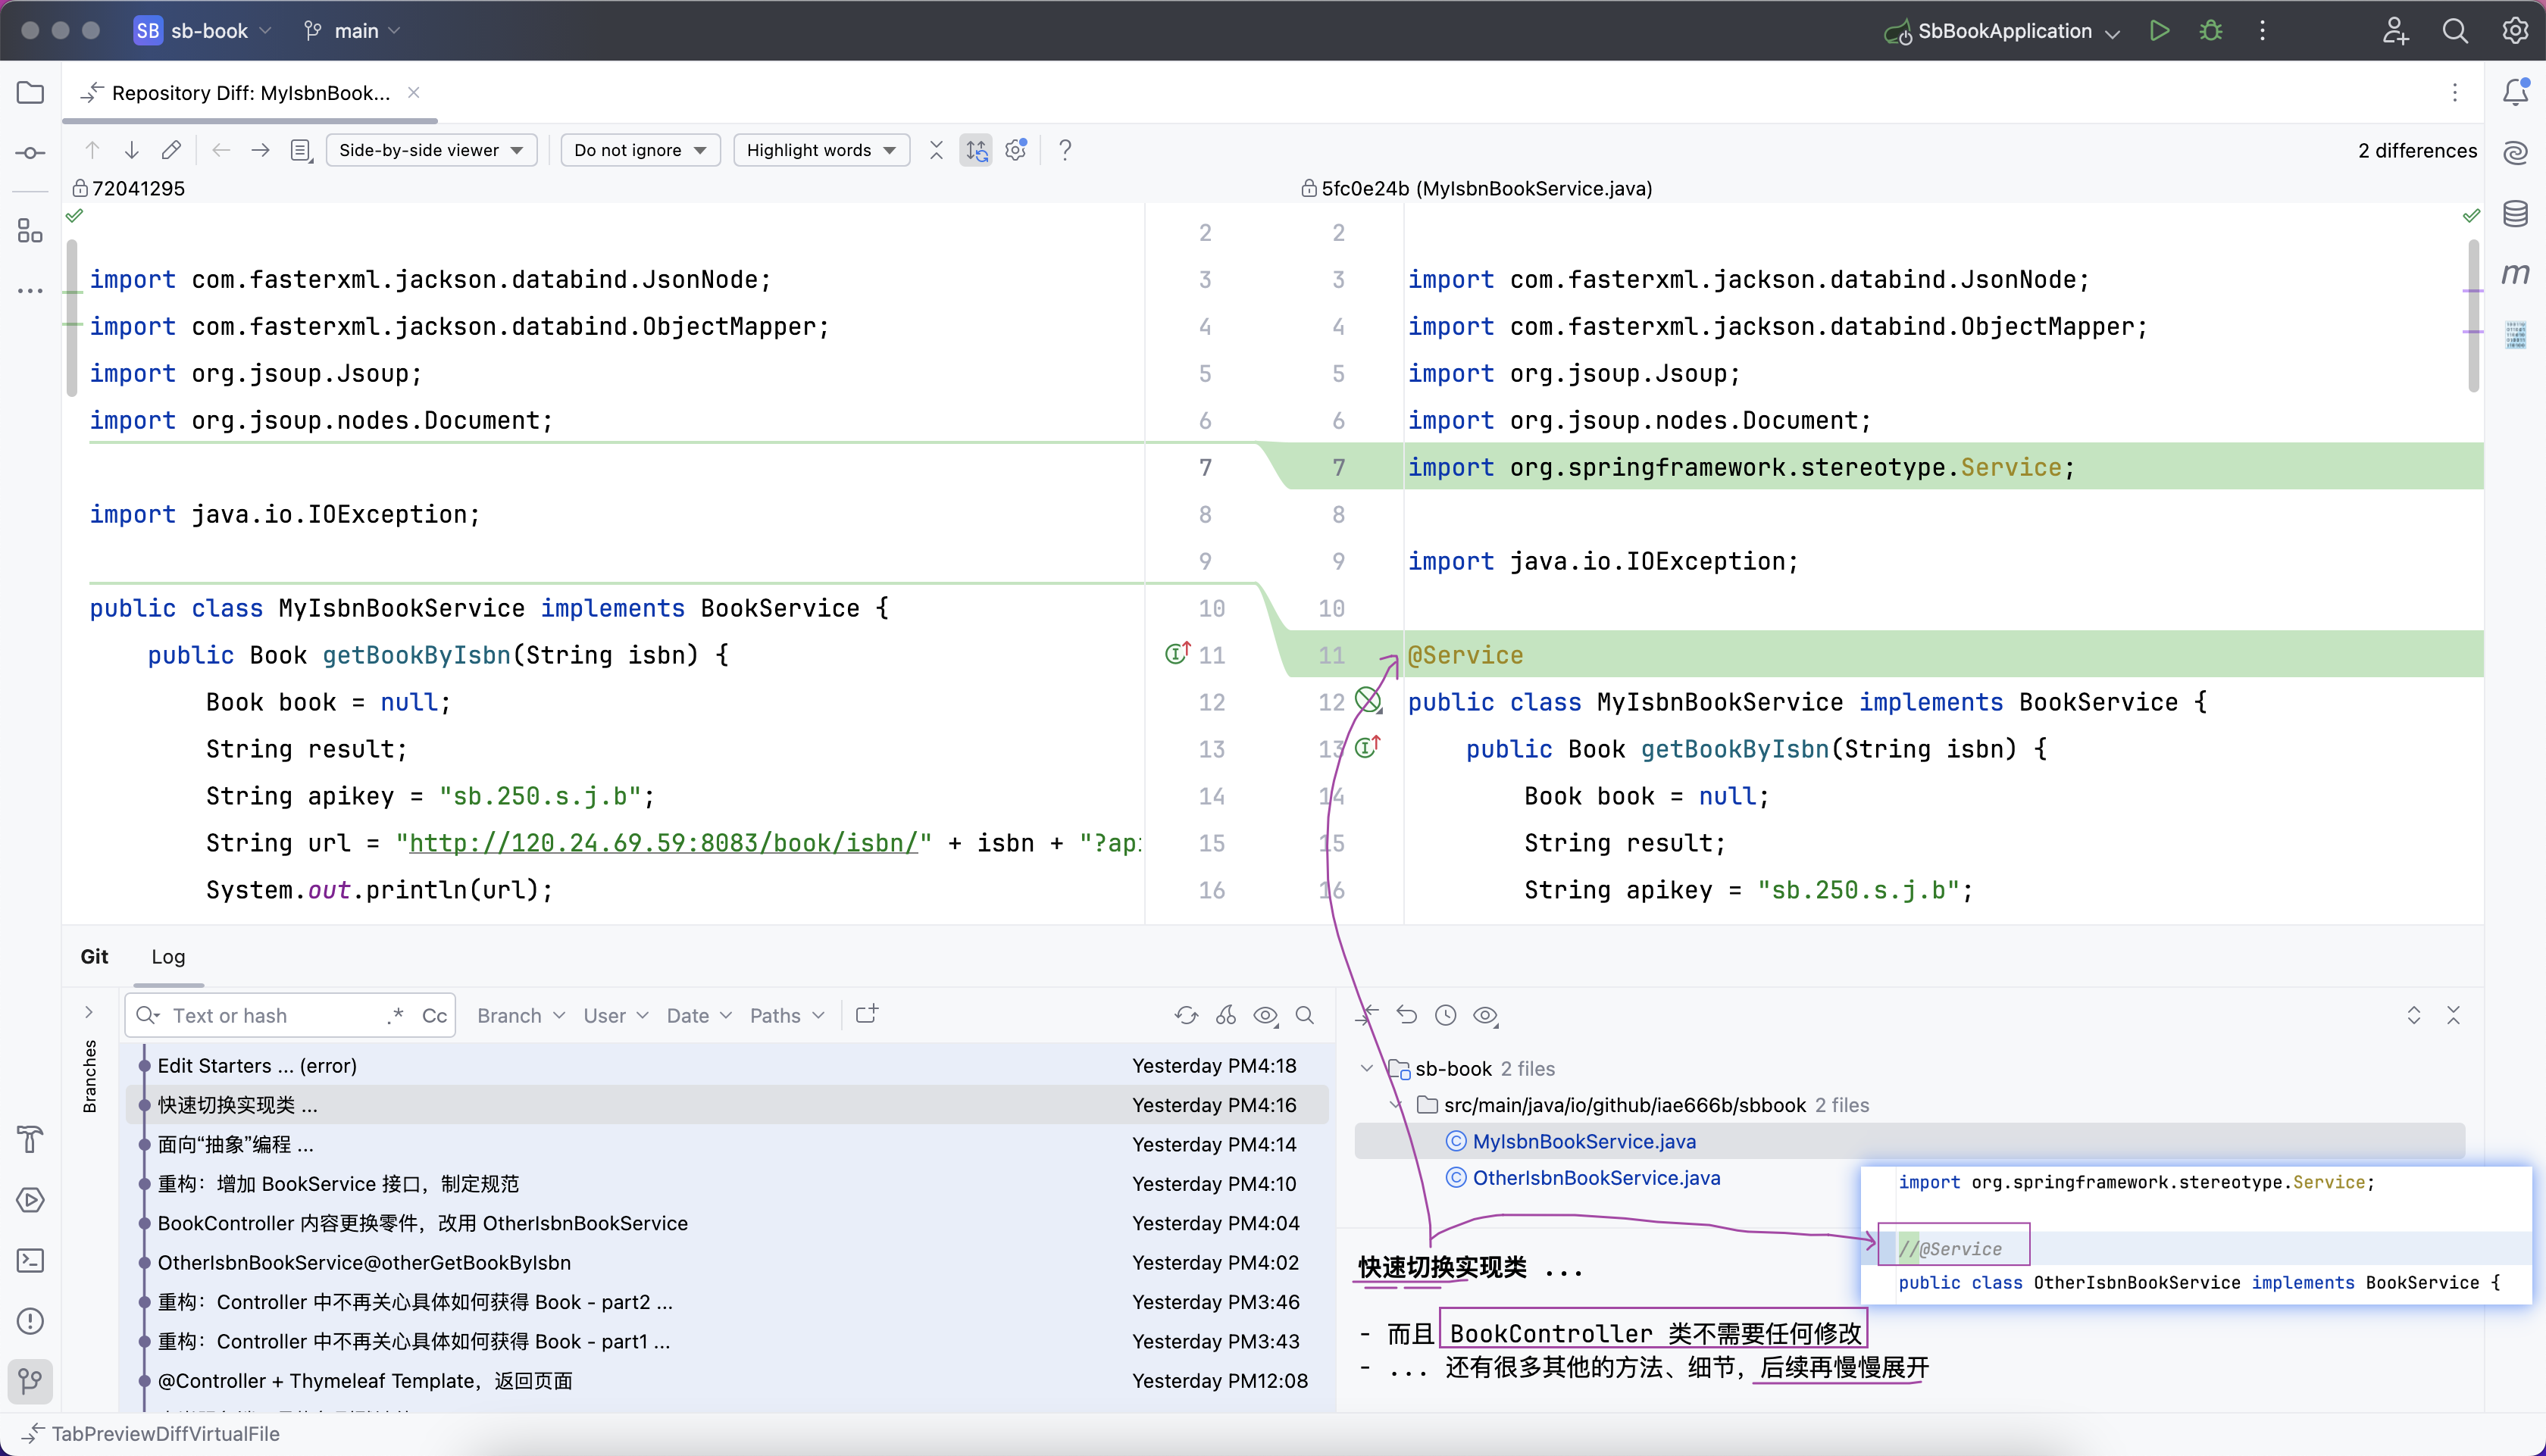 SB sb-book main SbBookApplication
Repository Diff: MyIsbnBook...
Side-by-side viewer Do not ignore Highlight words ? 2 differences
72041295
import com.fasterxml.jackson.databind.JsonNode;
import com.fasterxml.jackson.databind.ObjectMapper;
import org.jsoup.Jsoup;
import org.jsoup.nodes.Document;
import java.io.IOException;
public class MyIsbnBookService implements BookService {
public Book getBookByIsbn(String isbn) {
Book book = null;
String result;
String apikey = "sb.250.s.j.b";
String url = "http://120.24.69.59:8083/book/isbn/" + isbn + "?api
System.out.println(url);
2 2
3 3
4 4
5 5
6 6
7 7
8 8
9 9
10 10
11 11
12 12
13 13
14 14
15 15
16 16
5fc0e24b (MyIsbnBookService.java)
import com.fasterxml.jackson.databind.JsonNode;
import com.fasterxml.jackson.databind.ObjectMapper;
import org.jsoup.Jsoup;
import org.jsoup.nodes.Document;
import org.springframework.stereotype.Service;
import java.io.IOException;
@Service
public class MyIsbnBookService implements BookService {
public Book getBookByIsbn(String isbn) {
Book book = null;
String result;
String apikey = "sb.250.s.j.b";
m
Git Log
Text or hash .* Cc Branch User Date Paths
Branches
Edit Starters ... (error) Yesterday PM4:18
快速切换实现类 ... Yesterday PM4:16
面向“抽象”编程 ... Yesterday PM4:14
重构：增加 BookService 接口，制定规范 Yesterday PM4:10
BookController 内容更换零件，改用 OtherIsbnBookService Yesterday PM4:04
OtherIsbnBookService@otherGetBookByIsbn Yesterday PM4:02
重构：Controller 中不再关心具体如何获得 Book - part2 ... Yesterday PM3:46
重构：Controller 中不再关心具体如何获得 Book - part1 ... Yesterday PM3:43
@Controller + Thymeleaf Template，返回页面 Yesterday PM12:08
sb-book 2 files
src/main/java/io/github/iae666b/sbbook 2 files
MyIsbnBookService.java
OtherIsbnBookService.java
import org.springframework.stereotype.Service;
//@Service
public class OtherIsbnBookService implements BookService {
快速切换实现类 ...
- 而且 BookController 类不需要任何修改
- ... 还有很多其他的方法、细节，后续再慢慢展开
TabPreviewDiffVirtualFile